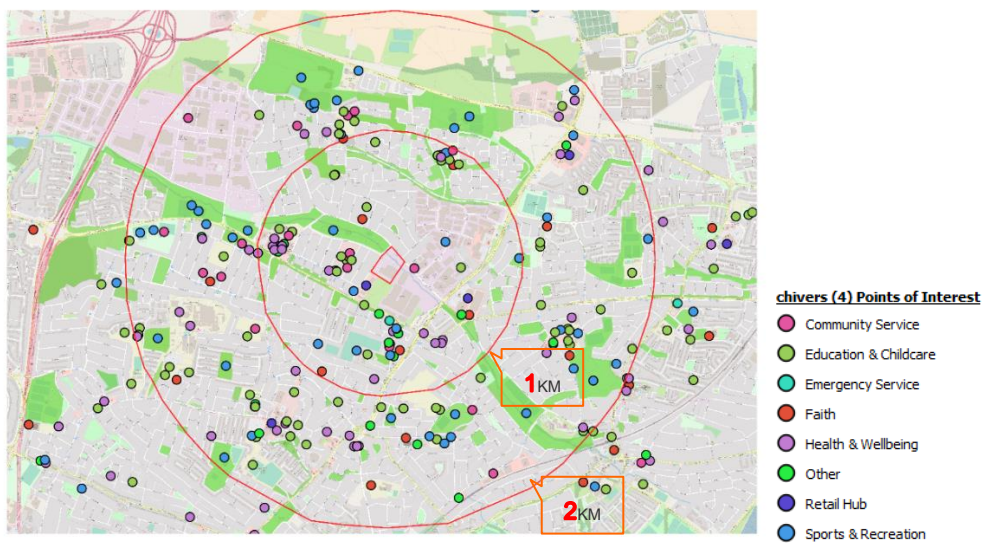 1KM
2KM
chivers (4) Points of Interest
Community Service
Education & Childcare
Emergency Service
Faith
Health & Wellbeing
Other
Retail Hub
Sports & Recreation